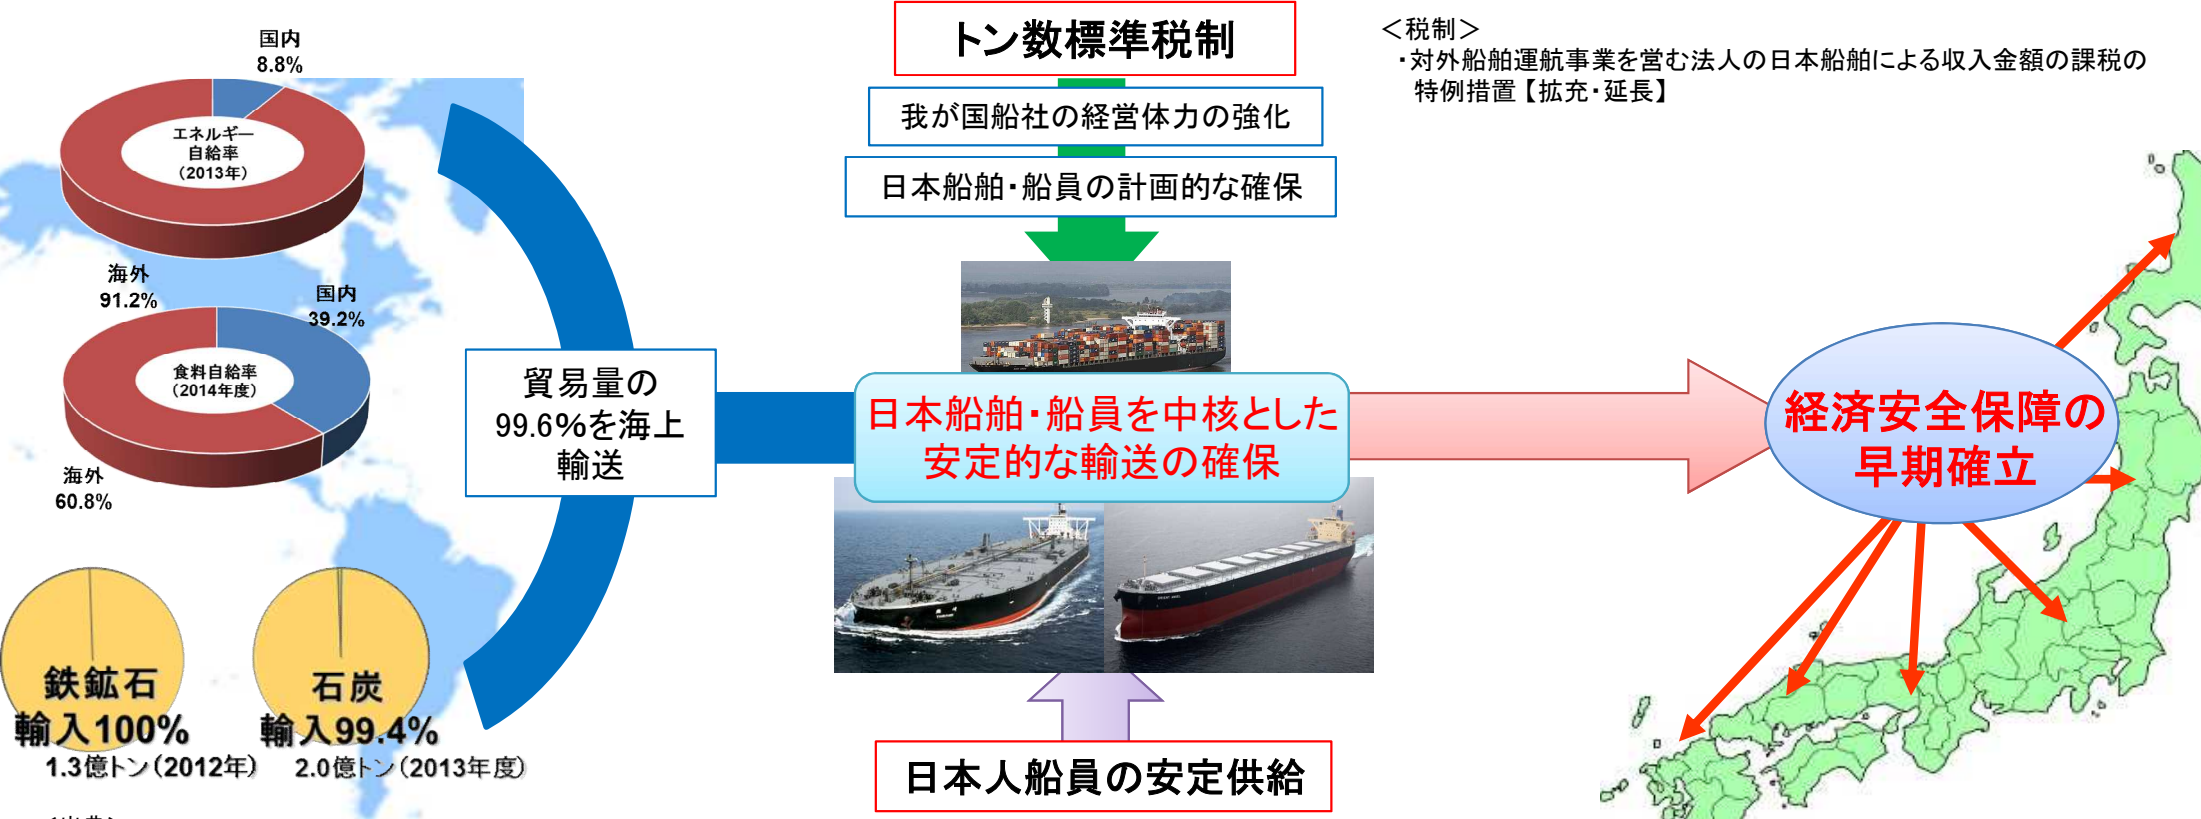 国内
8.8%
エネルギー
自給率
（2013年）
海外
91.2%
国内
39.2%
食料自給率
（2014年度）
海外
60.8%
鉄鉱石
輸入100%
1.3億トン（2012年）
石炭
輸入99.4%
2.0億トン（2013年度）
貿易量の
99.6%を海上
輸送
トン数標準税制
我が国船社の経営体力の強化
日本船舶・船員の計画的な確保
日本船舶・船員を中核とした
安定的な輸送の確保
日本人船員の安定供給
＜税制＞
・対外船舶運航事業を営む法人の日本船舶による収入金額の課税の
特例措置【拡充・延長】
経済安全保障の
早期確立